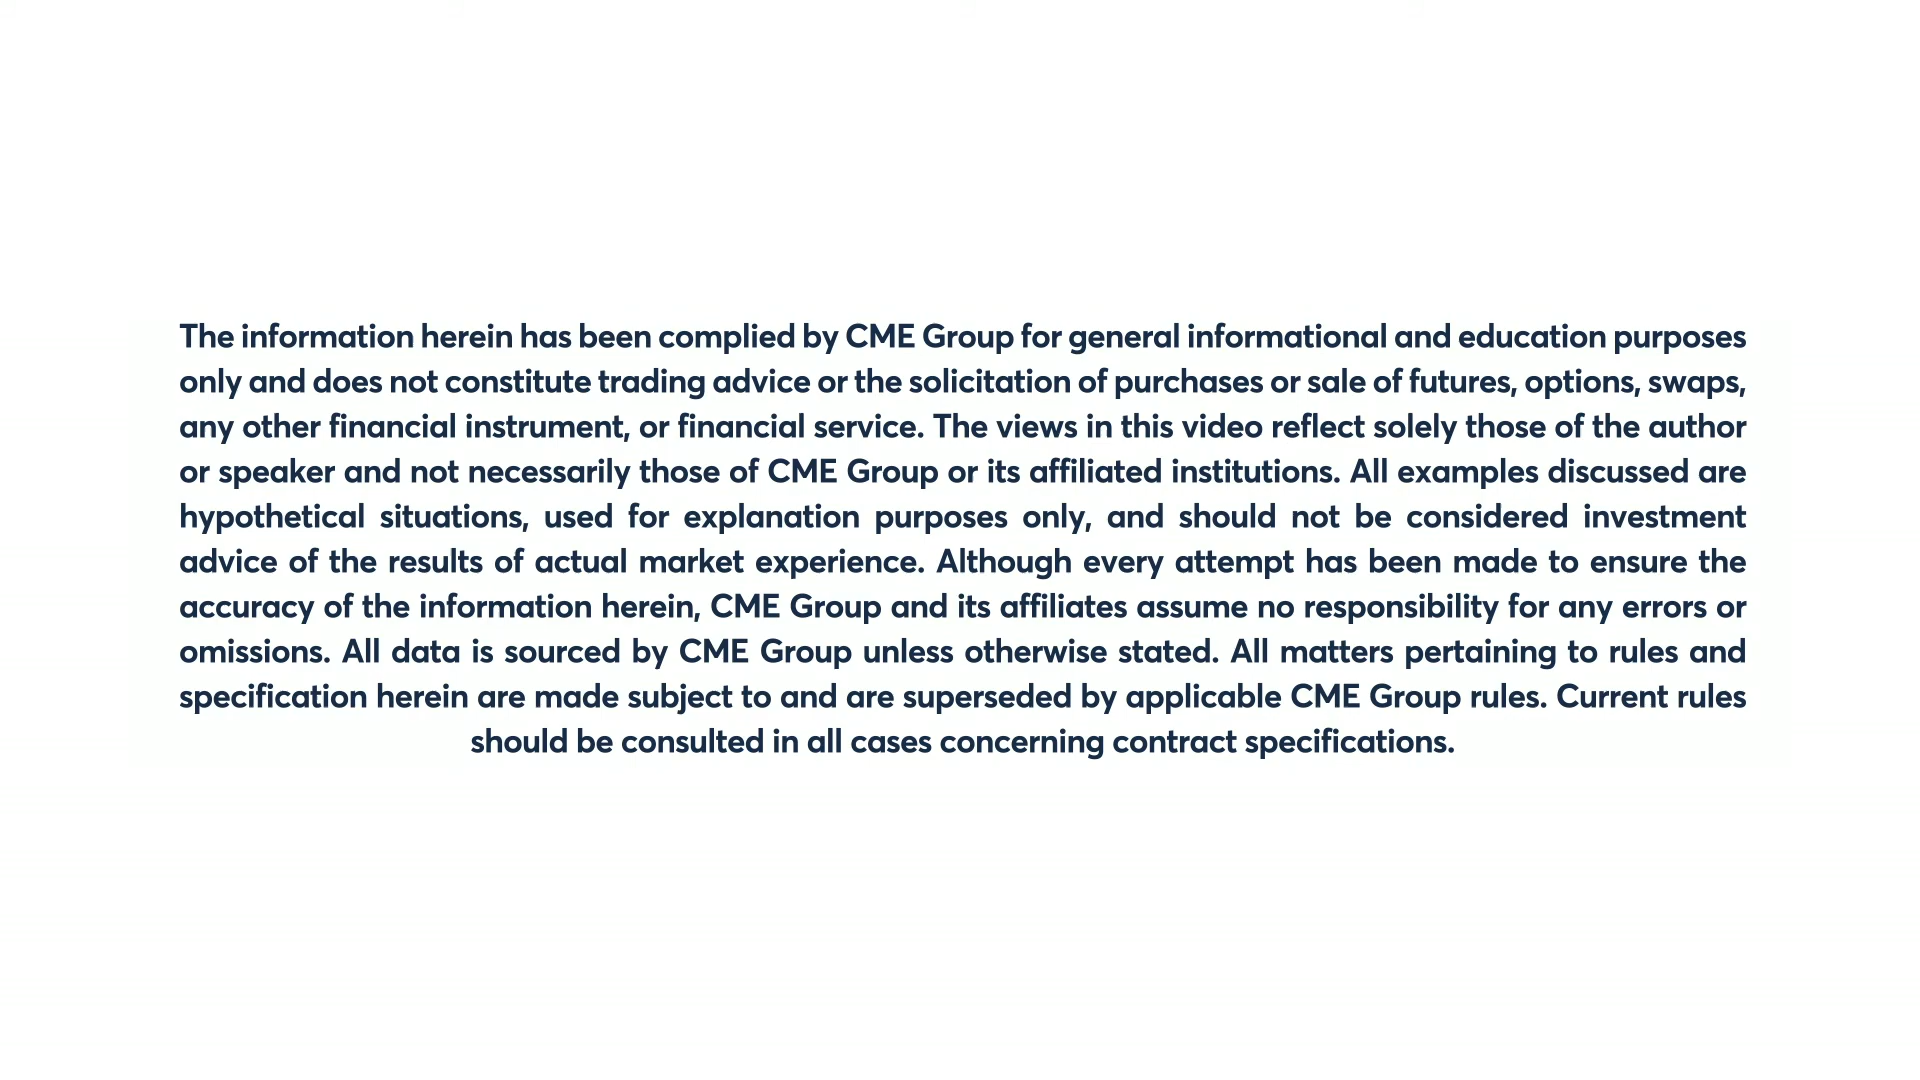 The information herein has been complied by CME Group for general informational and education purposes
only and does not constitute trading advice or the solicitation of purchases or sale of futures, options, swaps,
any other financial instrument, or financial service. The views in this video reflect solely those of the author
or speaker and not necessarily those of CME Group or its affiliated institutions. All examples discussed are
hypothetical situations, used for explanation purposes only, and should not be considered investment
advice of the results of actual market experience. Although every attempt has been made to ensure the
accuracy of the information herein, CME Group and its affiliates assume no responsibility for any errors or
omissions. All data is sourced by CME Group unless otherwise stated. All matters pertaining to rules and
specification herein are made subject to and are superseded by applicable CME Group rules. Current rules
should be consulted in all cases concerning contract specifications.